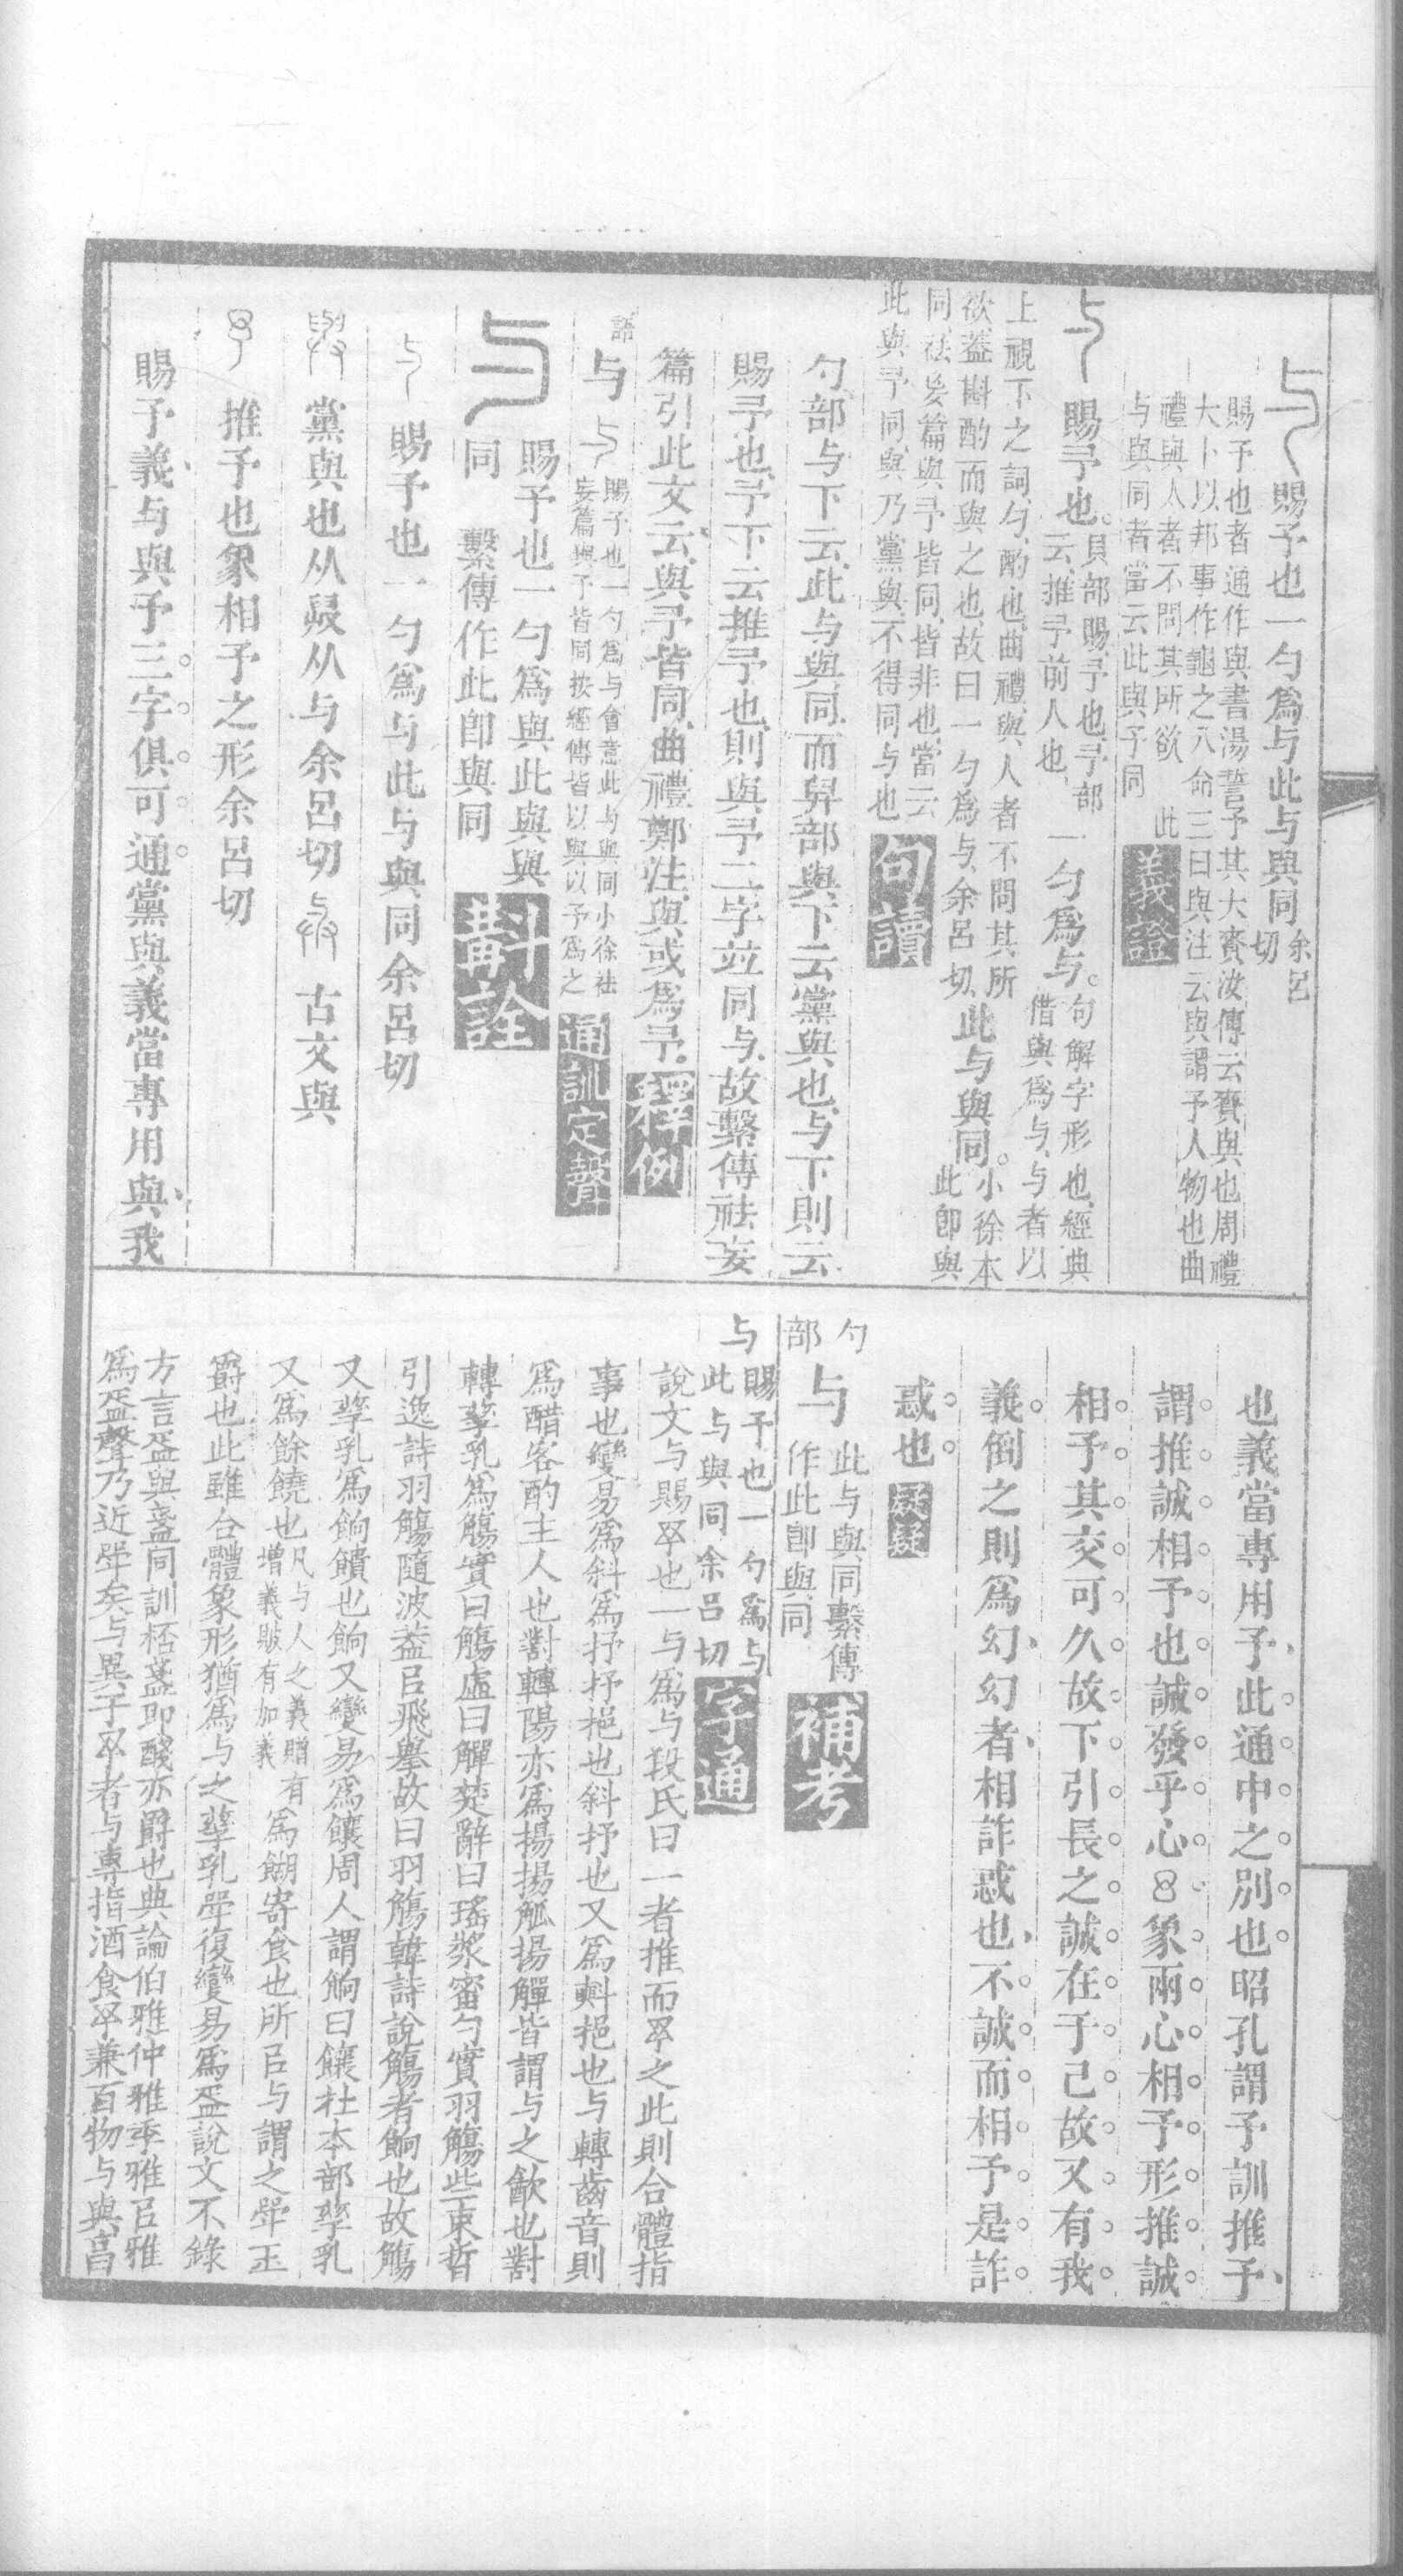 与 賜予也一勺爲与此与與同余呂切
賜予也者通作與書湯誓予其大賚汝傳云賚與也周禮
大卜以邦事作龜之八命三曰與注云與謂予人物也曲
禮與人者不問其所欲 此
与與同者當云此與予同 義證
与 賜予也。貝部賜予也予部云推予前人也、一勺爲与。句解字形也、經典借與爲与、与者以
上覬下之詞勺、酌也、曲禮、與人者不問其所
欲、蓋斟酌而與之也、故曰一勺爲与、余呂切、此与與同。小徐本此卽與
同、祛妄篇與、予皆同、皆非也、當云
此與予同、與乃黨與、不得同与也 句讀
勺部与下云、此与與同、而舁部與下云黨與也、与下則云
賜予也、予下云推予也、則與予二字竝同与、故繫傳祛妄
篇引此文云、與予皆同、曲禮鄭注、與或爲予。 釋例
語 与 与 賜予也一勺爲与會意此与與同小徐祛
妄篇與予皆同按經傳皆以與以予爲之 通訓定聲
与 賜予也一勺爲與此與與
同 繫傳作此卽與同 斠詮
与 賜予也一勺爲与此与與同余呂切
與 黨與也从舁从与余呂切 古文與
予 推予也象相予之形余呂切
賜予義、与與予三字俱可通黨與義當專用與、我
也義當專用予、此通中之別也昭孔謂予訓推予、
謂推誠相予也誠發乎心8象兩心相予形推誠
相予其交可久故下引長之誠在于己故又有我
義倒之則爲幻、幻者、相詐惑也、不誠而相予是詐
惑也 疑疑
勺部 与 此与與同繫傳
作此卽與同 補考
与 賜予也一勺爲与
此与與同余呂切 字通
說文与賜予也一与爲与段氏曰一者推而予之此則合體指
事也變易爲斜爲抒抒挹也斜抒也又爲㪺挹也与轉齒音則
爲醋客酌主人也對轉陽亦爲揚揚觚揚觶皆謂与之歓也對
轉孳乳爲觴實曰觴虛曰觶楚辭曰瑤漿蜜勺實羽觴些束晳
引逸詩羽觴隨波葢㠯飛舉故曰羽觴韓詩說觴者餉也故觴
又孳乳爲餉饋也餉又變易爲饟周人謂餉曰饟社本部孳乳
又爲餘饒也凡与人之義贈有增義賜有加義爲餬寄食也所㠯与謂之斝玉
爵也此雖合體象形猶爲与之孳乳斝復變易爲盃說文不錄
方言盃與盞同訓桮盞卽醆亦爵也典論伯雅仲雅季雅㠯雅
爲盃聲乃近斝矣与異于予者与專指酒食予兼百物与與亯